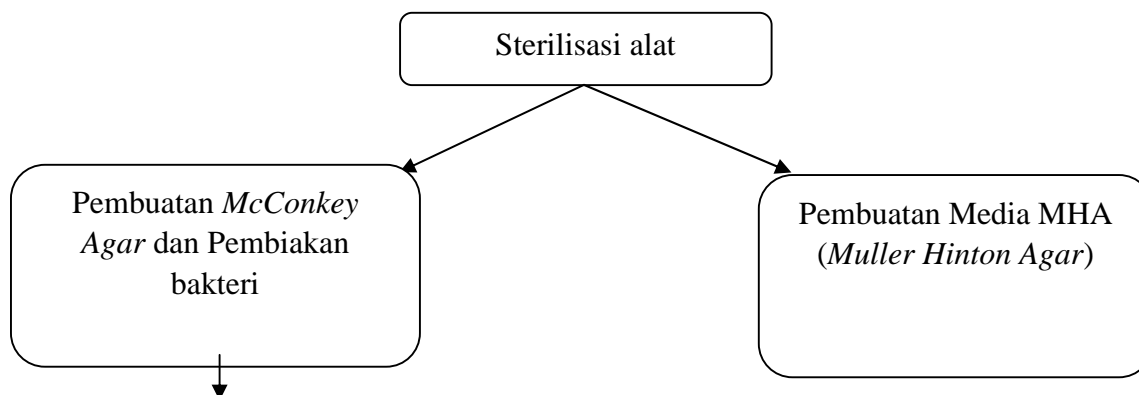 Sterilisasi alat
Pembuatan McConkey
Agar dan Pembiakan
bakteri
Pembuatan Media MHA
(Muller Hinton Agar)